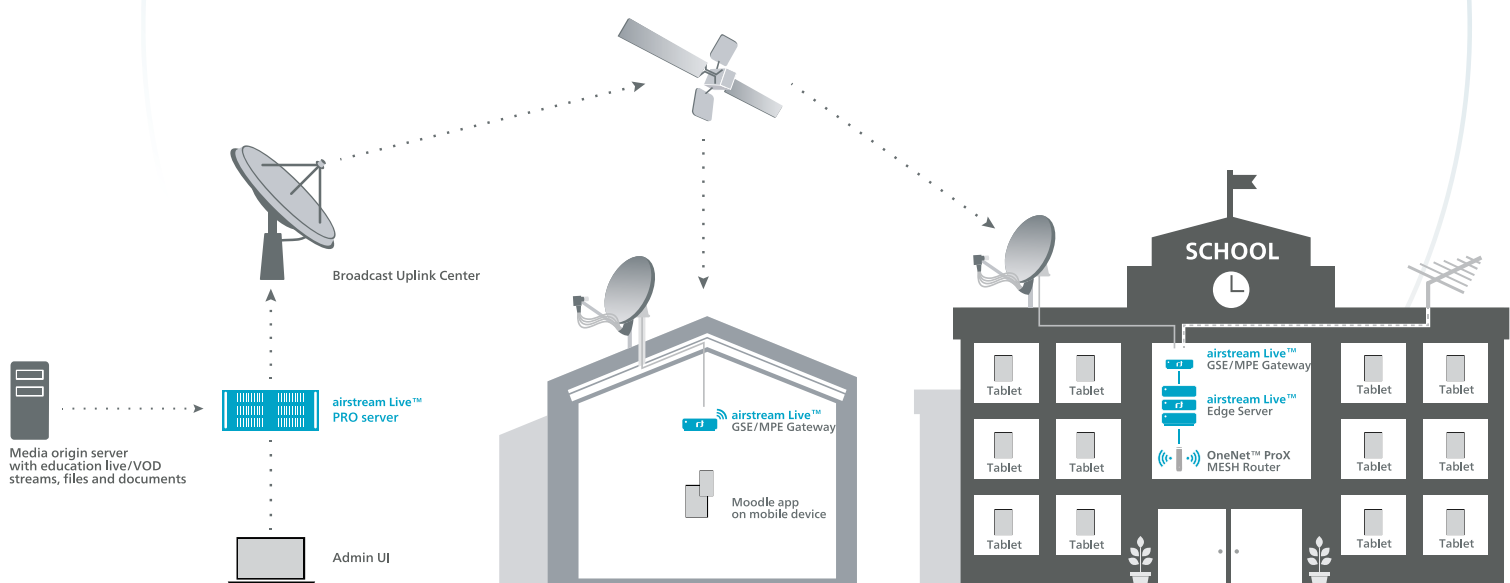 Broadcast Uplink Center
airstream Live™
PRO server
Media origin server
with education live/VOD
streams, files and documents
Admin UI
airstream Live™
GSE/MPE Gateway
Moodle app
on mobile device
SCHOOL
airstream Live™
GSE/MPE Gateway
airstream Live™
Edge Server
OneNet™ ProX
MESH Router
Tablet
Tablet
Tablet
Tablet
Tablet
Tablet
Tablet
Tablet
Tablet
Tablet
Tablet
Tablet